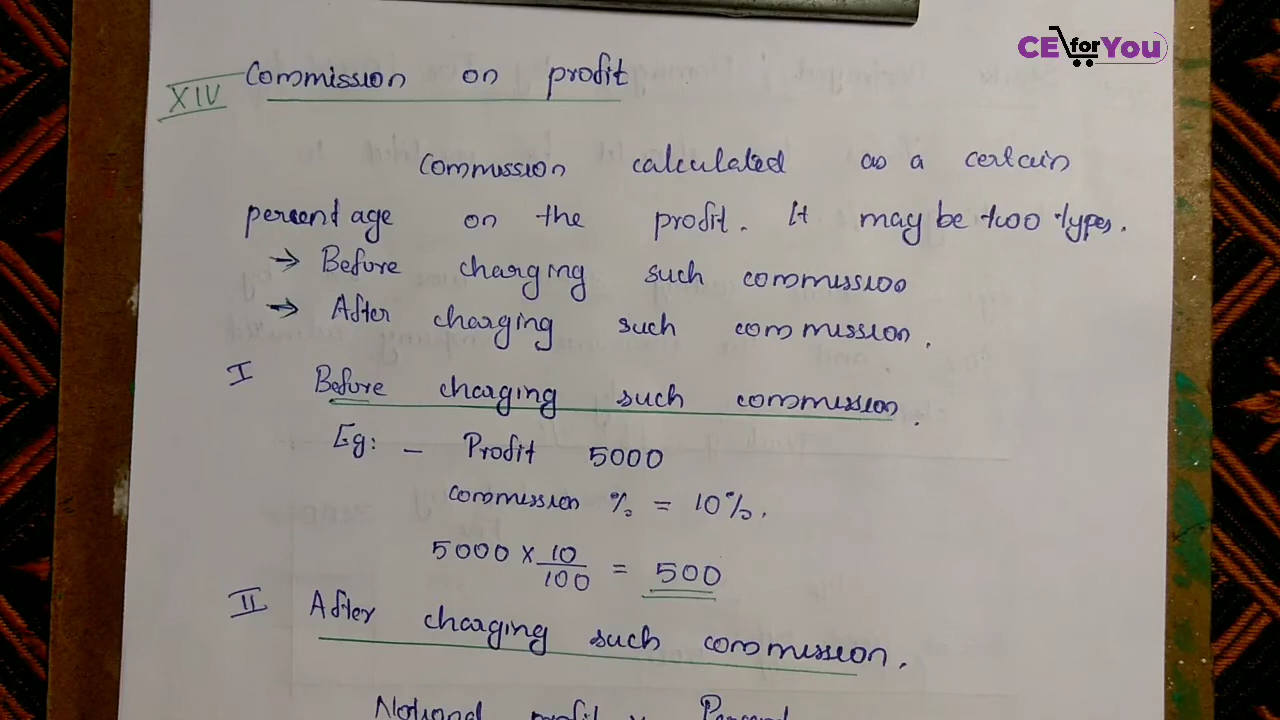 CE for You
XIV Commission on profit
Commission calculated as a certain
percentage on the profit. It may be two types.
→ Before charging such commission
→ After charging such commission.
I Before charging such commission.
Eg: – Profit 5000
commission % = 10%.
5000 × 10/100 = 500
II After charging such commission.
Notional profit × Percent